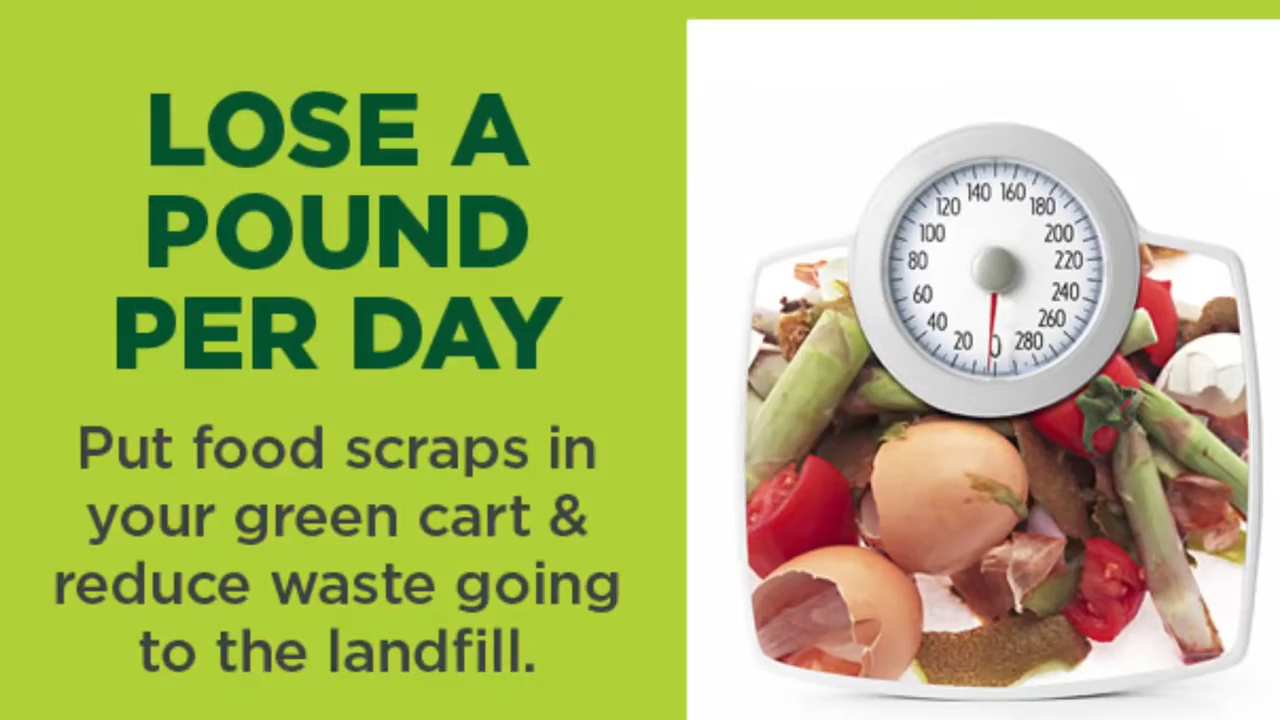 LOSE A
POUND
PER DAY
Put food scraps in
your green cart &
reduce waste going
to the landfill.
140 160
120 180
100 200
80 220
60 240
40 260
20 0 280